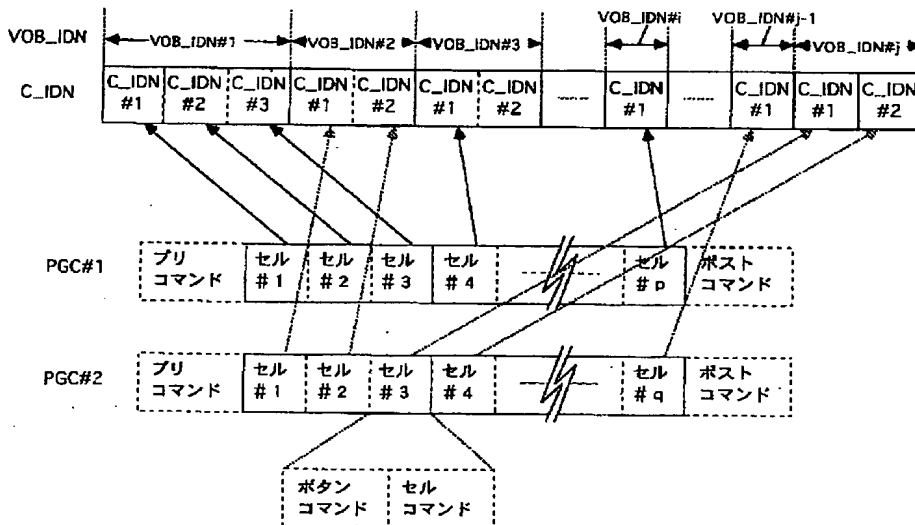 VOB_IDN VOB_IDN#1 VOB_IDN#2 VOB_IDN#3 VOB_IDN#i VOB_IDN#j-1 VOB_IDN#j
C_IDN C_IDN C_IDN C_IDN C_IDN C_IDN C_IDN C_IDN ------ C_IDN ------ C_IDN C_IDN C_IDN
#1 #2 #3 #1 #2 #1 #2 #1 #1 #1 #2
PGC#1 プリ セル セル セル セル セル ポスト
コマンド #1 #2 #3 #4 #p コマンド
PGC#2 プリ セル セル セル セル セル ポスト
コマンド #1 #2 #3 #4 #q コマンド
ボタン セル
コマンド コマンド